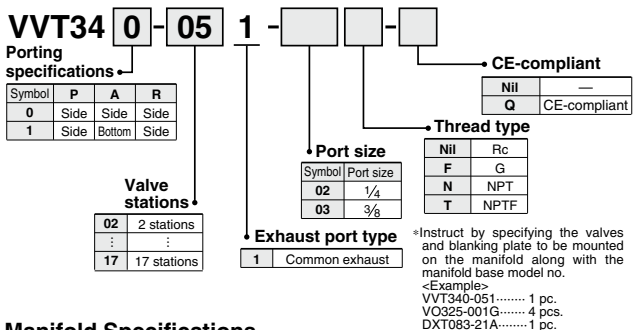 VVT34 0 - 05 1 -  - 
Porting
specifications
Symbol P A R
0 Side Side Side
1 Side Bottom Side
Valve
stations
02 2 stations
⋮ ⋮
17 17 stations
Exhaust port type
1 Common exhaust
Port size
Symbol Port size
02 1/4
03 3/8
Thread type
Nil Rc
F G
N NPT
T NPTF
CE-compliant
Nil —
Q CE-compliant
*Instruct by specifying the valves
and blanking plate to be mounted
on the manifold along with the
manifold base model no.
<Example>
VVT340-051········ 1 pc.
VO325-001G······· 4 pcs.
DXT083-21A········1 pc.
Manifold Specifications